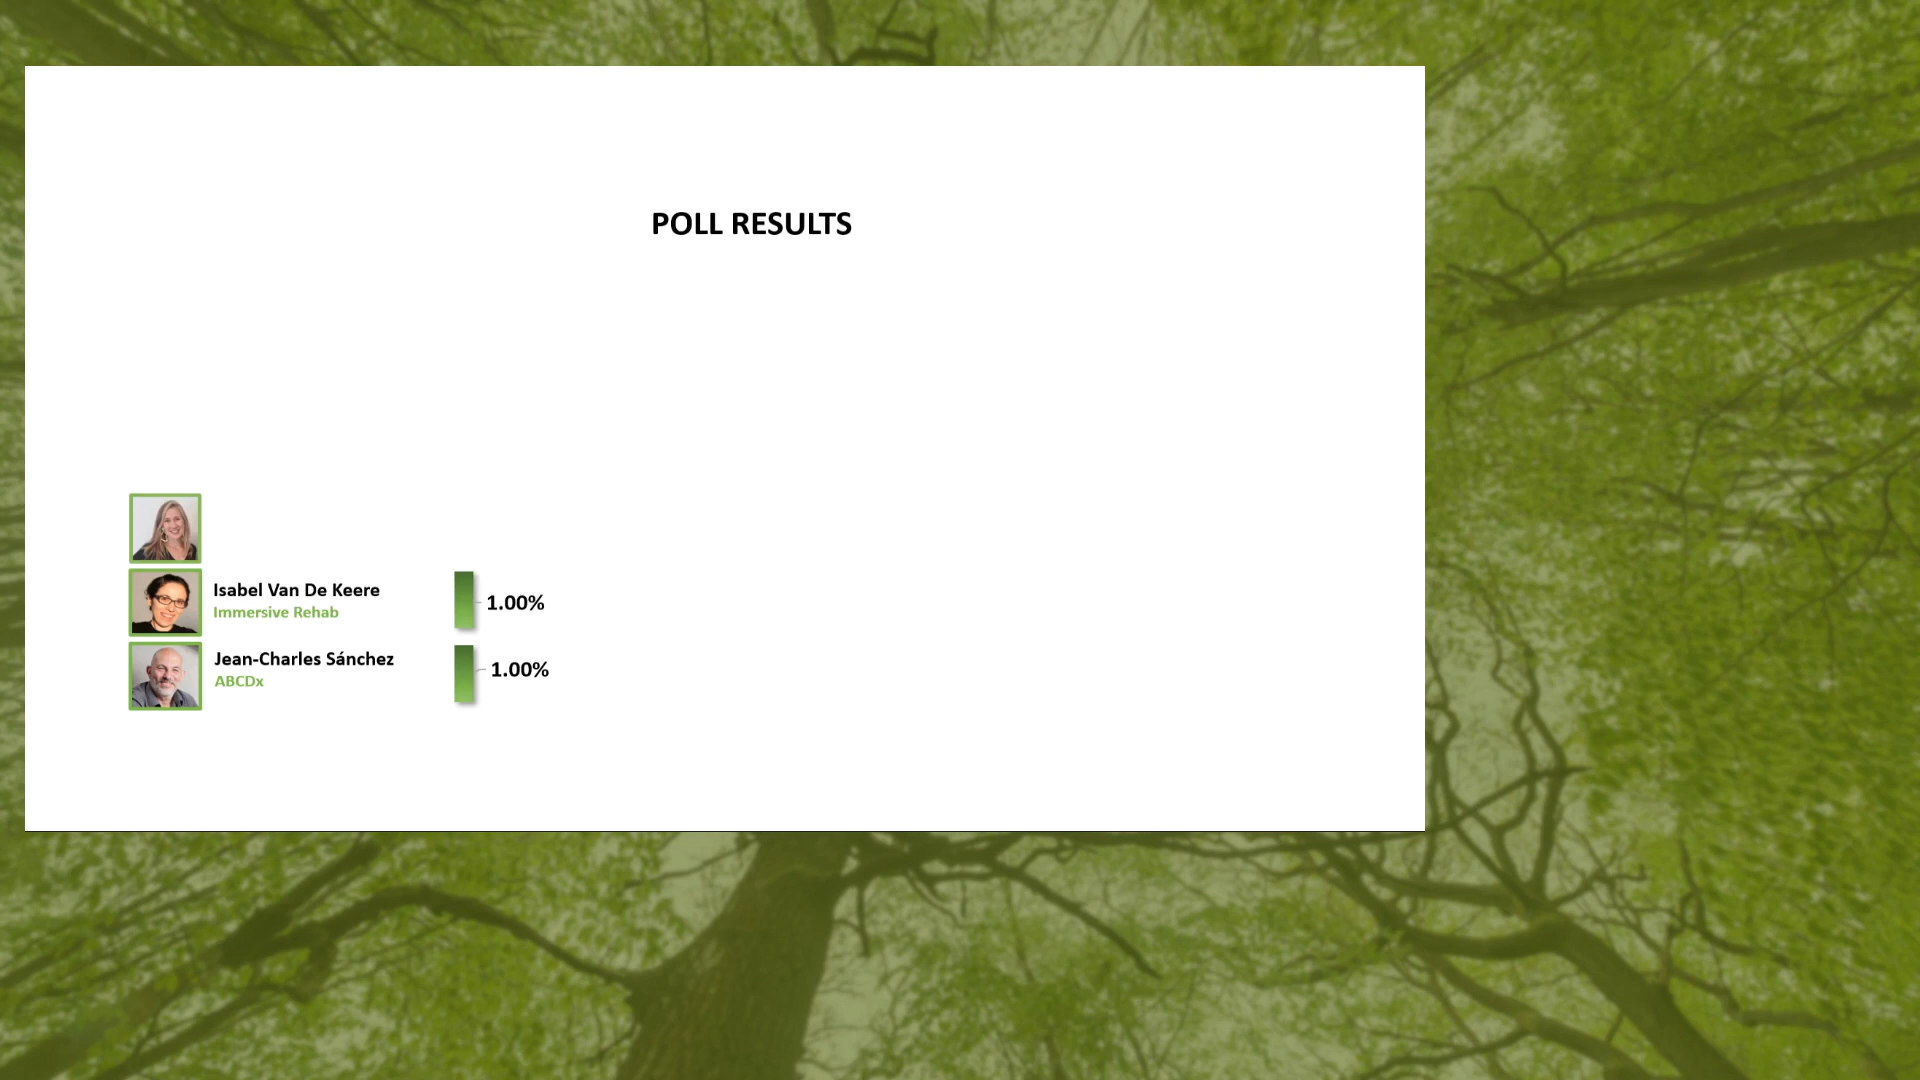 POLL RESULTS
Isabel Van De Keere
Immersive Rehab
1.00%
Jean-Charles Sánchez
ABCDx
1.00%